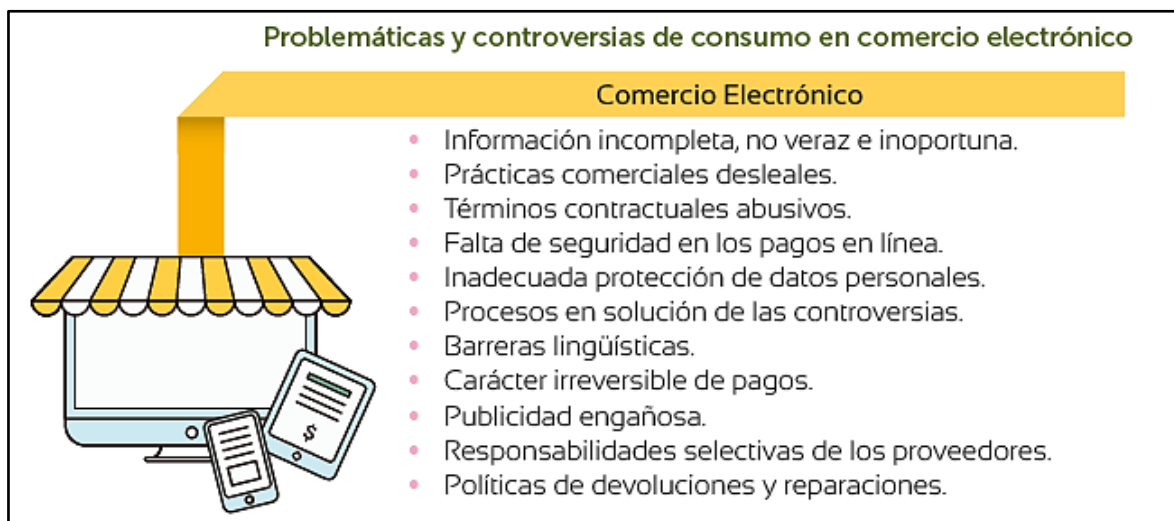 Problemáticas y controversias de consumo en comercio electrónico
Comercio Electrónico
• Información incompleta, no veraz e inoportuna.
• Prácticas comerciales desleales.
• Términos contractuales abusivos.
• Falta de seguridad en los pagos en línea.
• Inadecuada protección de datos personales.
• Procesos en solución de las controversias.
• Barreras lingüísticas.
• Carácter irreversible de pagos.
• Publicidad engañosa.
• Responsabilidades selectivas de los proveedores.
• Políticas de devoluciones y reparaciones.
$